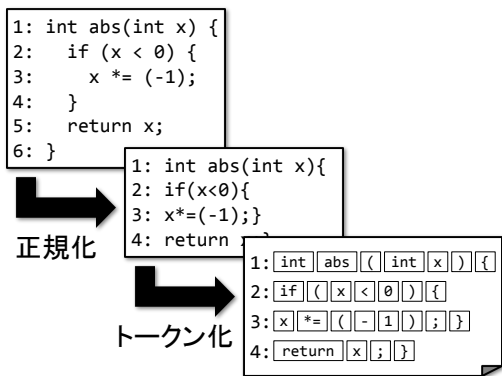 1: int abs(int x) {
2:   if (x < 0) {
3:     x *= (-1);
4:   }
5:   return x;
6: }
正規化
1: int abs(int x){
2: if(x<0){
3: x*=(-1);}
4: return
トークン化
1: int abs ( int x ) {
2: if ( x < 0 ) {
3: x *= ( - 1 ) ; }
4: return x ; }